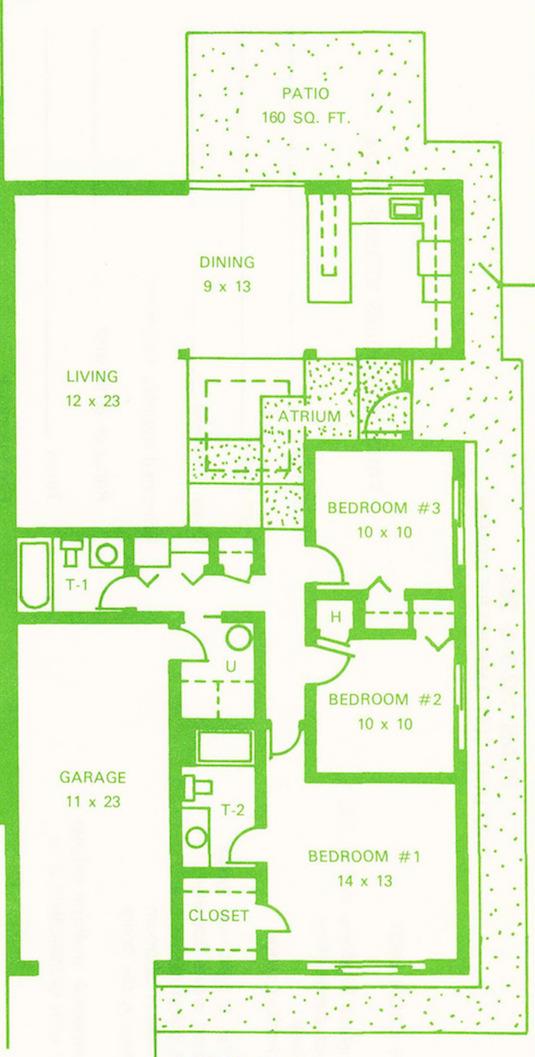 PATIO
160 SQ. FT.
DINING
9 x 13
LIVING
12 x 23
ATRIUM
BEDROOM #3
10 x 10
T-1
H
U
BEDROOM #2
10 x 10
GARAGE
11 x 23
T-2
BEDROOM #1
14 x 13
CLOSET